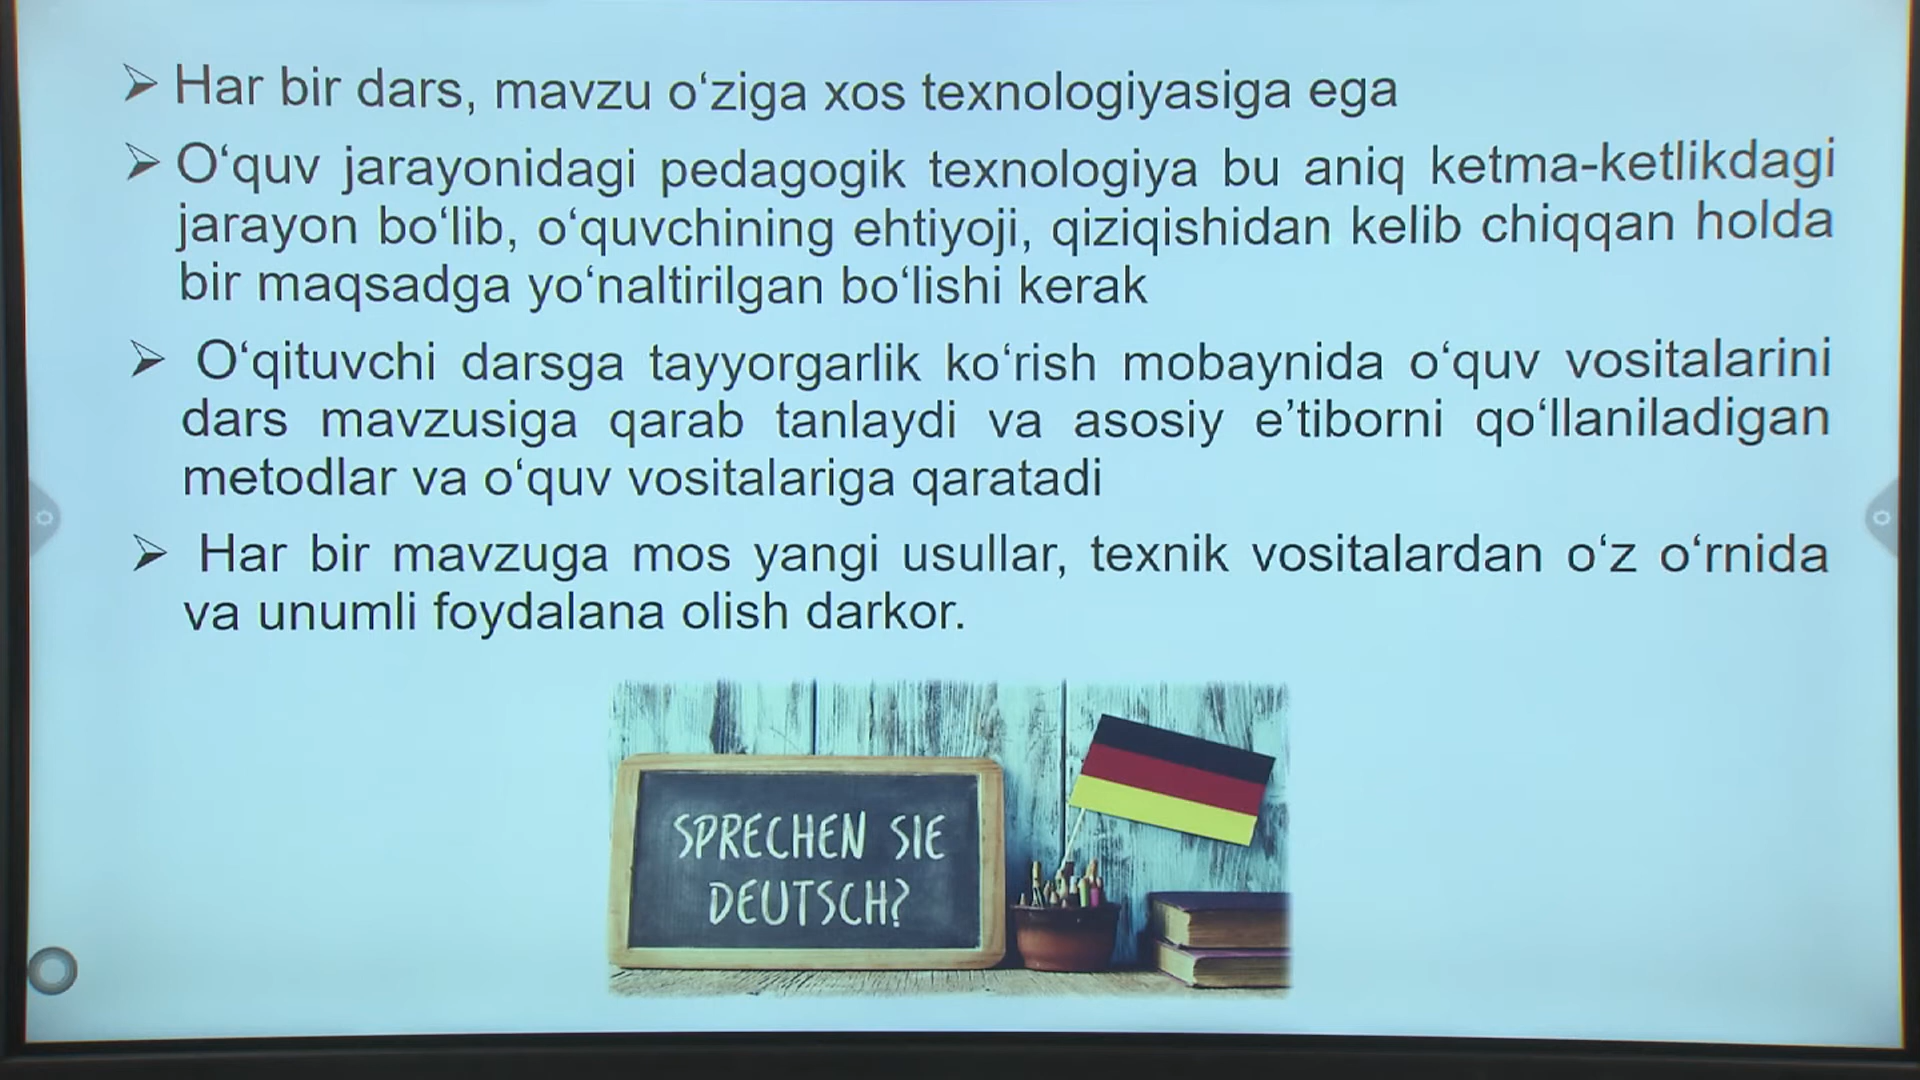 Har bir dars, mavzu o‘ziga xos texnologiyasiga ega
O‘quv jarayonidagi pedagogik texnologiya bu aniq ketma-ketlikdagi
jarayon bo‘lib, o‘quvchining ehtiyoji, qiziqishidan kelib chiqqan holda
bir maqsadga yo‘naltirilgan bo‘lishi kerak
O‘qituvchi darsga tayyorgarlik ko‘rish mobaynida o‘quv vositalarini
dars mavzusiga qarab tanlaydi va asosiy e’tiborni qo‘llaniladigan
metodlar va o‘quv vositalariga qaratadi
Har bir mavzuga mos yangi usullar, texnik vositalardan o‘z o‘rnida
va unumli foydalana olish darkor.
SPRECHEN SIE
DEUTSCH?